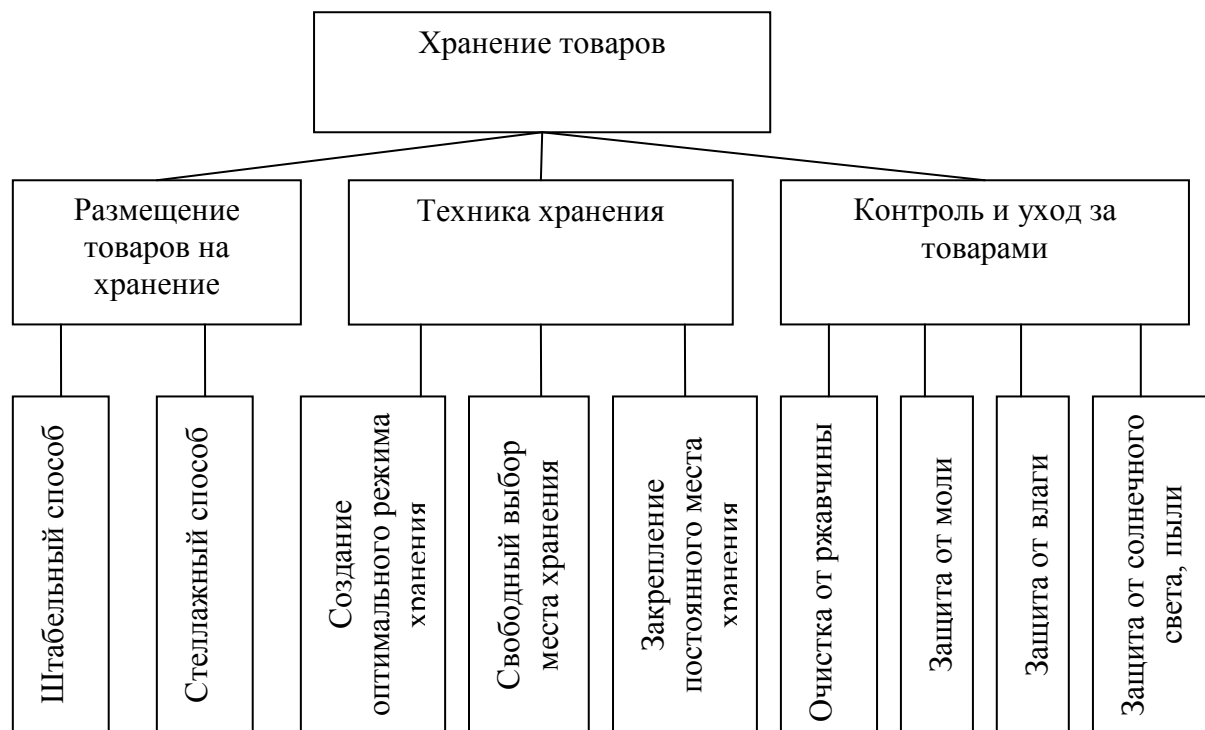 Хранение товаров
Размещение
товаров на
хранение
Техника хранения
Контроль и уход за
товарами
Штабельный способ
Стеллажный способ
Создание
оптимального режима
хранения
Свободный выбор
места хранения
Закрепление
постоянного места
хранения
Очистка от ржавчины
Защита от моли
Защита от влаги
Защита от солнечного
света, пыли